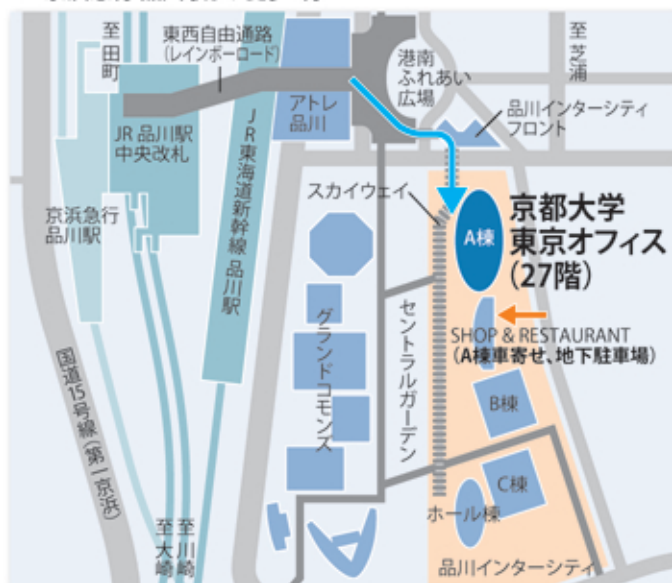 至田町
東西自由通路
(レインボーロード)
港南
ふれあい
広場
至芝浦
アトレ
品川
品川インターシティ
フロント
JR 品川駅
中央改札
JR東海道新幹線 品川駅
京浜急行
品川駅
スカイウェイ
A棟
京都大学
東京オフィス
(27階)
SHOP & RESTAURANT
(A棟車寄せ、地下駐車場)
グランドコモンズ
セントラルガーデン
B棟
国道15号線(第一京浜)
C棟
ホール棟
至大崎
至川崎
品川インターシティ